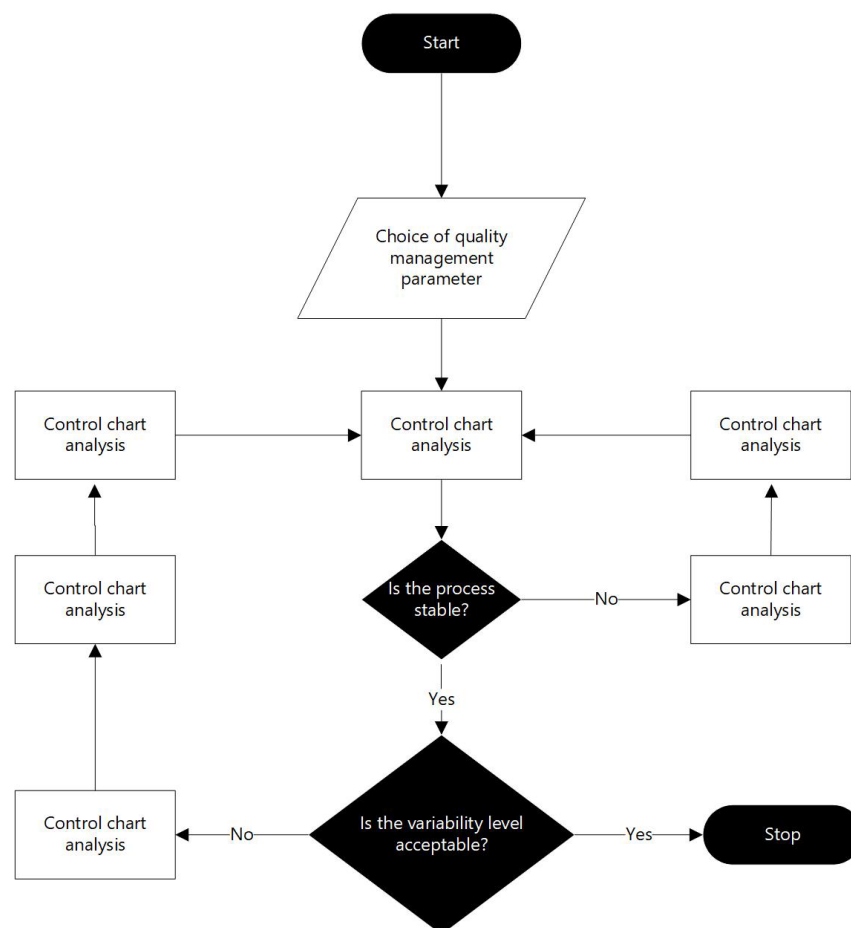 Start
Choice of quality
management
parameter
Control chart
analysis
Control chart
analysis
Control chart
analysis
Control chart
analysis
Is the process
stable?
No
Control chart
analysis
Yes
Control chart
analysis
No
Is the variability level
acceptable?
Yes
Stop